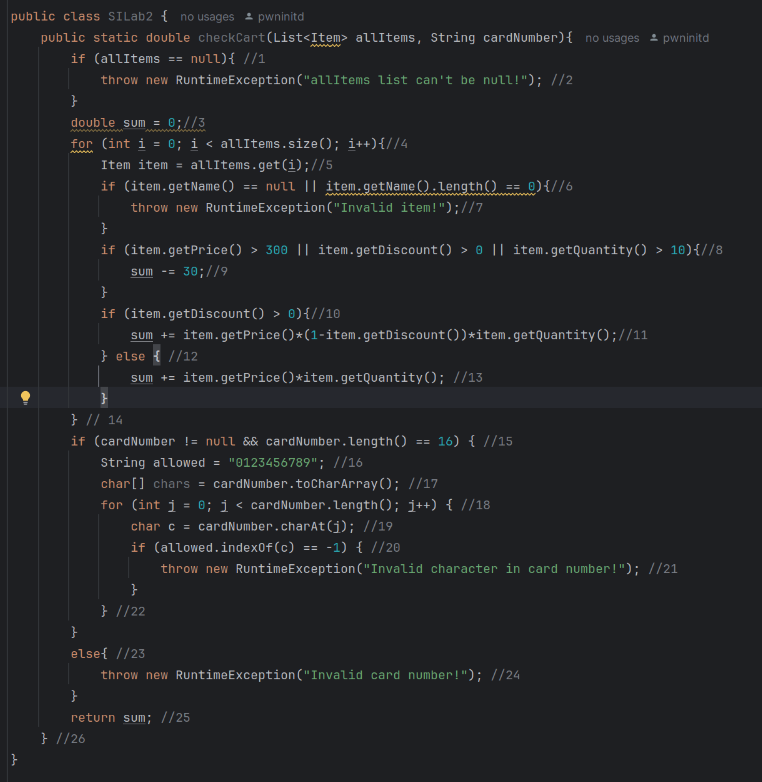 public class SILab2 { no usages pwninitd
public static double checkCart(List<Item> allItems, String cardNumber){ no usages pwninitd
if (allItems == null){ //1
throw new RuntimeException("allItems list can't be null!"); //2
}
double sum = 0;//3
for (int i = 0; i < allItems.size(); i++){//4
Item item = allItems.get(i);//5
if (item.getName() == null || item.getName().length() == 0){//6
throw new RuntimeException("Invalid item!");//7
}
if (item.getPrice() > 300 || item.getDiscount() > 0 || item.getQuantity() > 10){//8
sum -= 30;//9
}
if (item.getDiscount() > 0){//10
sum += item.getPrice()*(1-item.getDiscount())*item.getQuantity();//11
} else { //12
sum += item.getPrice()*item.getQuantity(); //13
}
} // 14
if (cardNumber != null && cardNumber.length() == 16) { //15
String allowed = "0123456789"; //16
char[] chars = cardNumber.toCharArray(); //17
for (int j = 0; j < cardNumber.length(); j++) { //18
char c = cardNumber.charAt(j); //19
if (allowed.indexOf(c) == -1) { //20
throw new RuntimeException("Invalid character in card number!"); //21
}
} //22
}
else{ //23
throw new RuntimeException("Invalid card number!"); //24
}
return sum; //25
} //26
}